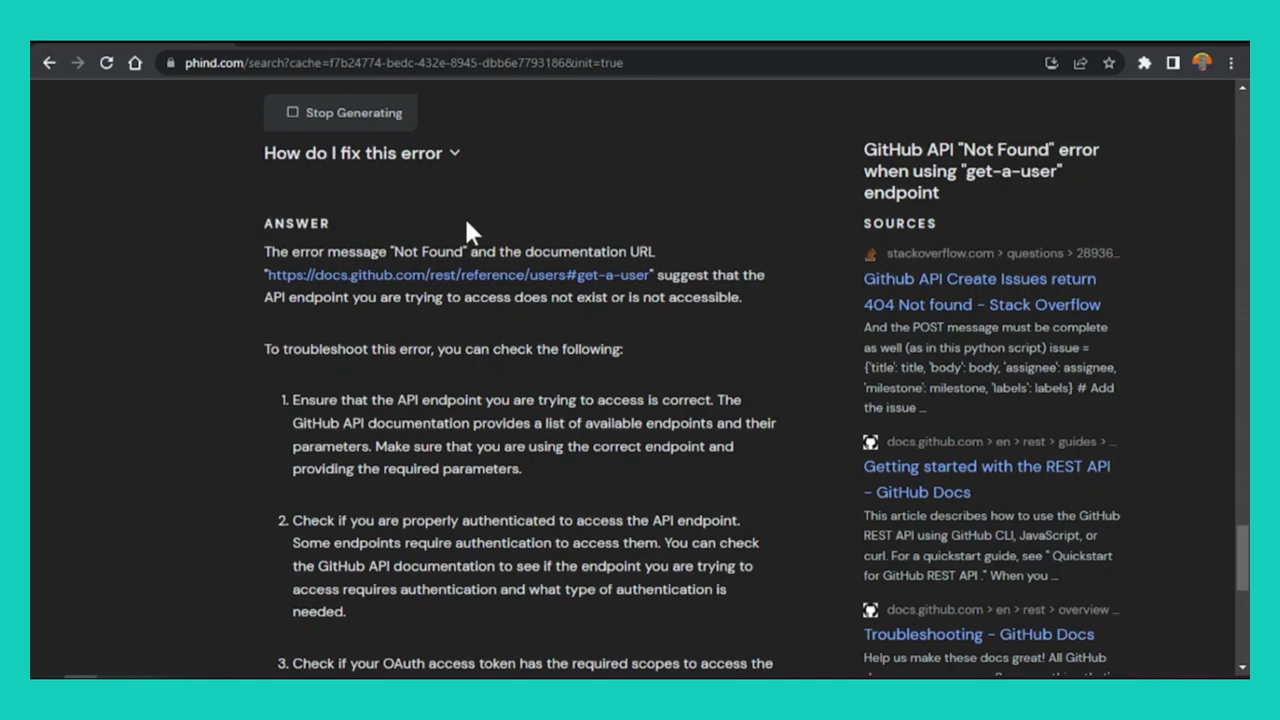 phind.com/search?cache=f7b24774-bedc-432e-8945-dbb6e7793186&init=true
Stop Generating
How do I fix this error
ANSWER
The error message "Not Found" and the documentation URL
"https://docs.github.com/rest/reference/users#get-a-user" suggest that the
API endpoint you are trying to access does not exist or is not accessible.
To troubleshoot this error, you can check the following:
1. Ensure that the API endpoint you are trying to access is correct. The
GitHub API documentation provides a list of available endpoints and their
parameters. Make sure that you are using the correct endpoint and
providing the required parameters.
2. Check if you are properly authenticated to access the API endpoint.
Some endpoints require authentication to access them. You can check
the GitHub API documentation to see if the endpoint you are trying to
access requires authentication and what type of authentication is
needed.
3. Check if your OAuth access token has the required scopes to access the
GitHub API "Not Found" error
when using "get-a-user"
endpoint
SOURCES
stackoverflow.com > questions > 28936...
Github API Create Issues return
404 Not found - Stack Overflow
And the POST message must be complete
as well (as in this python script) issue =
{'title': title, 'body': body, 'assignee': assignee,
'milestone': milestone, 'labels': labels} # Add
the issue ...
docs.github.com > en > rest > guides > ...
Getting started with the REST API
- GitHub Docs
This article describes how to use the GitHub
REST API using GitHub CLI, JavaScript, or
curl. For a quickstart guide, see " Quickstart
for GitHub REST API ." When you ...
docs.github.com > en > rest > overview ...
Troubleshooting - GitHub Docs
Help us make these docs great! All GitHub